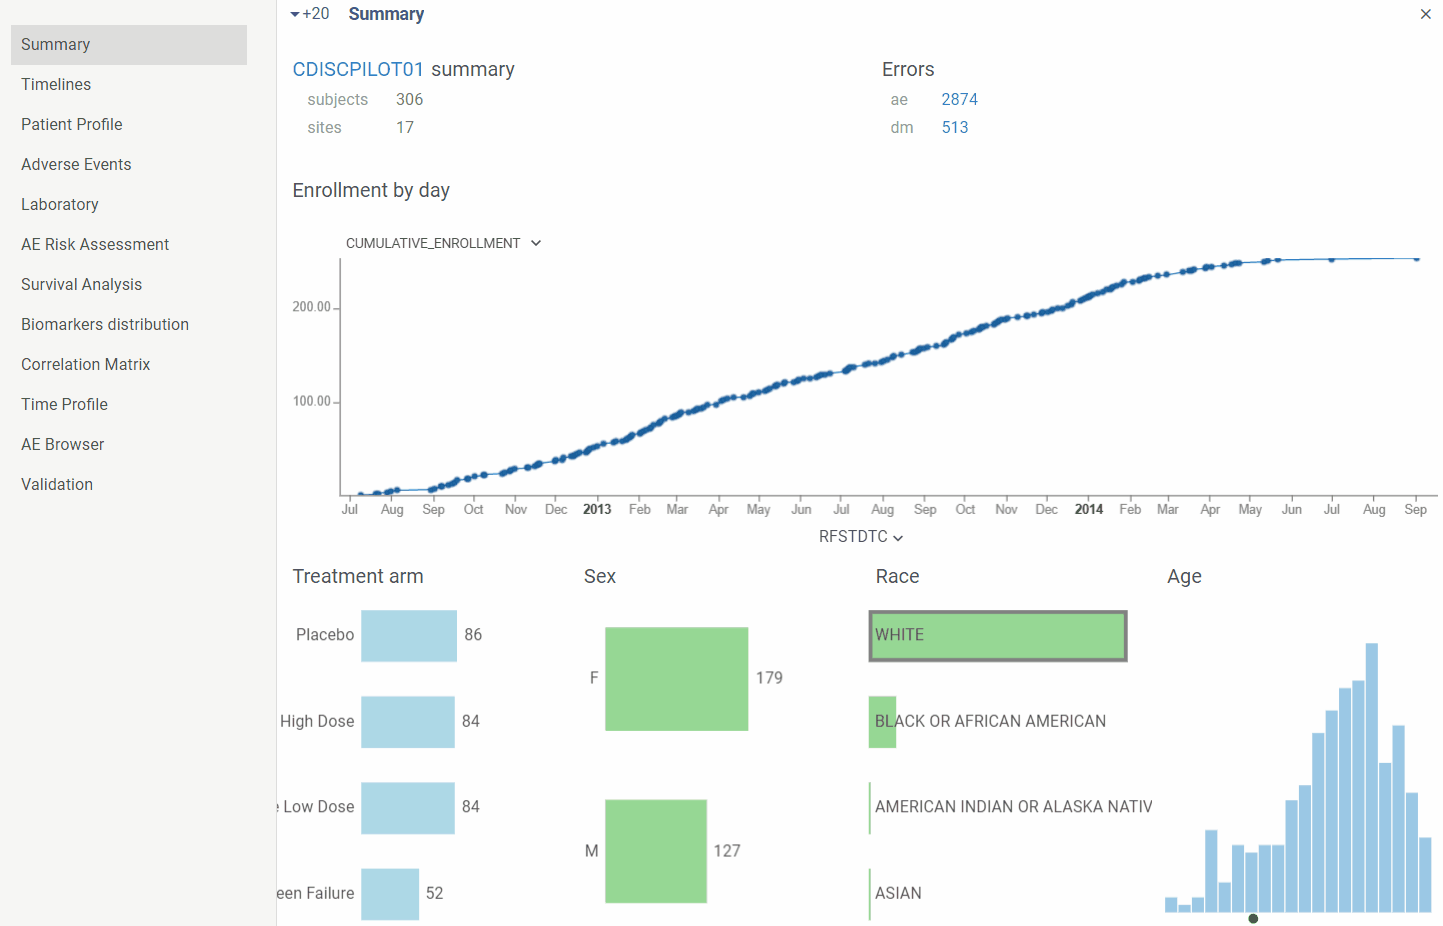 Summary
Timelines
Patient Profile
Adverse Events
Laboratory
AE Risk Assessment
Survival Analysis
Biomarkers distribution
Correlation Matrix
Time Profile
AE Browser
Validation
+20 Summary
CDISCPILOT01 summary
subjects 306
sites 17
Errors
ae 2874
dm 513
Enrollment by day
CUMULATIVE_ENROLLMENT
200.00
100.00
Jul Aug Sep Oct Nov Dec 2013 Feb Mar Apr May Jun Jul Aug Sep Oct Nov Dec 2014 Feb Mar Apr May Jun Jul Aug Sep
RFSTDTC
Treatment arm
Placebo 86
High Dose 84
e Low Dose 84
een Failure 52
Sex
F 179
M 127
Race
WHITE
BLACK OR AFRICAN AMERICAN
AMERICAN INDIAN OR ALASKA NATIV
ASIAN
Age